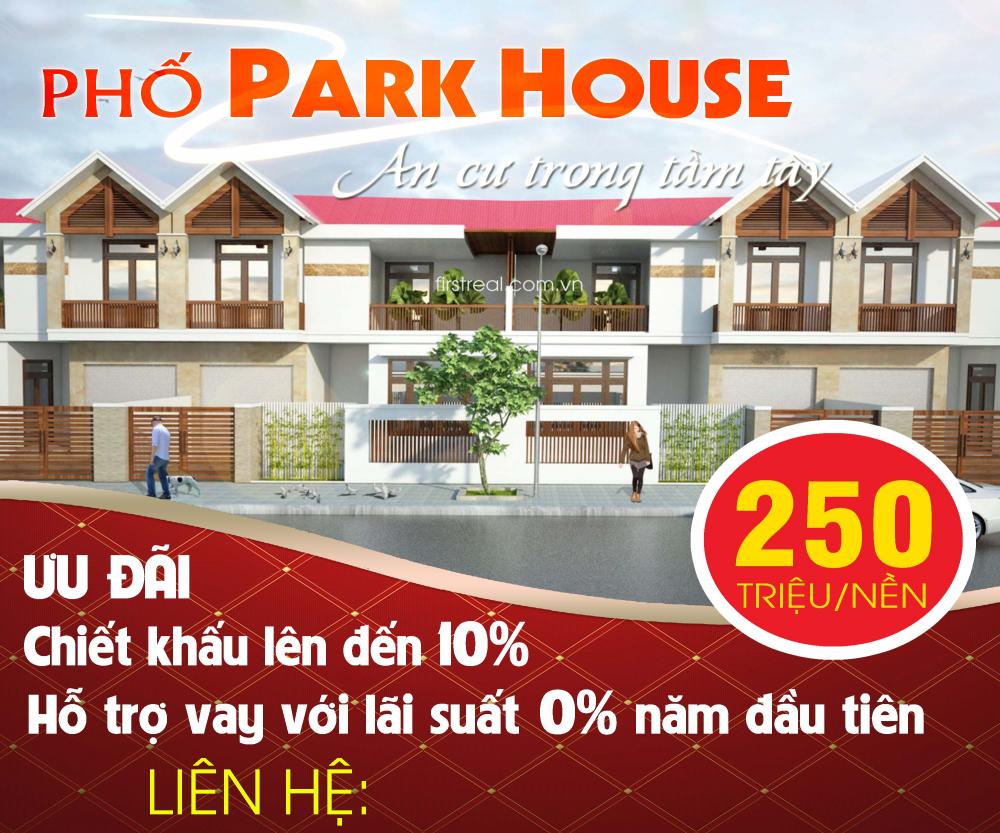 PHỐ PARK HOUSE
An cư trong tầm tay
firstreal.com.vn
250
TRIỆU/NỀN
ƯU ĐÃI
Chiết khấu lên đến 10%
Hỗ trợ vay với lãi suất 0% năm đầu tiên
LIÊN HỆ: